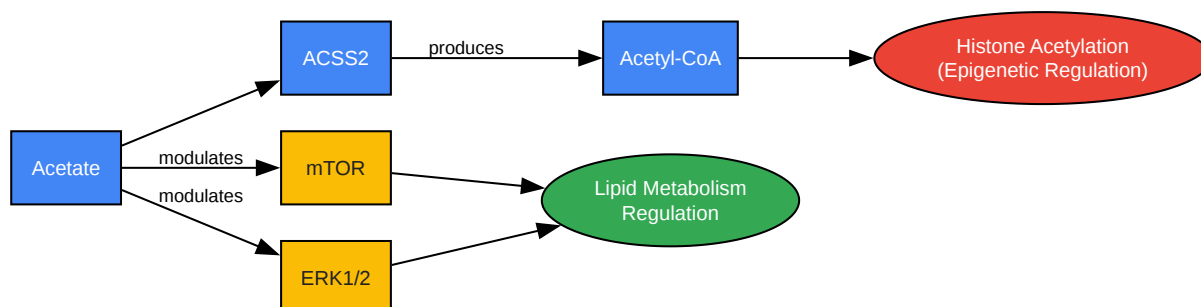 ACSS2
produces
Acetyl-CoA
Histone Acetylation
(Epigenetic Regulation)
Acetate
modulates
mTOR
modulates
Lipid Metabolism
Regulation
ERK1/2